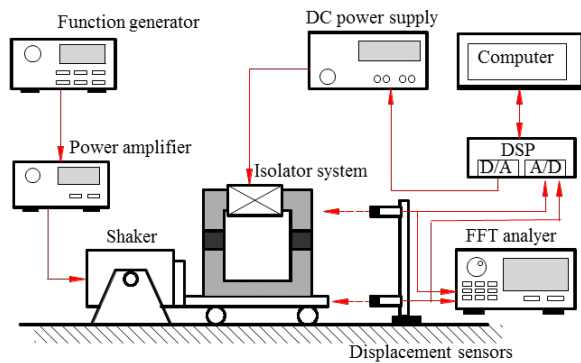 Function generator
DC power supply
Computer
Power amplifier
DSP
D/A A/D
Isolator system
Shaker
FFT analyer
Displacement sensors